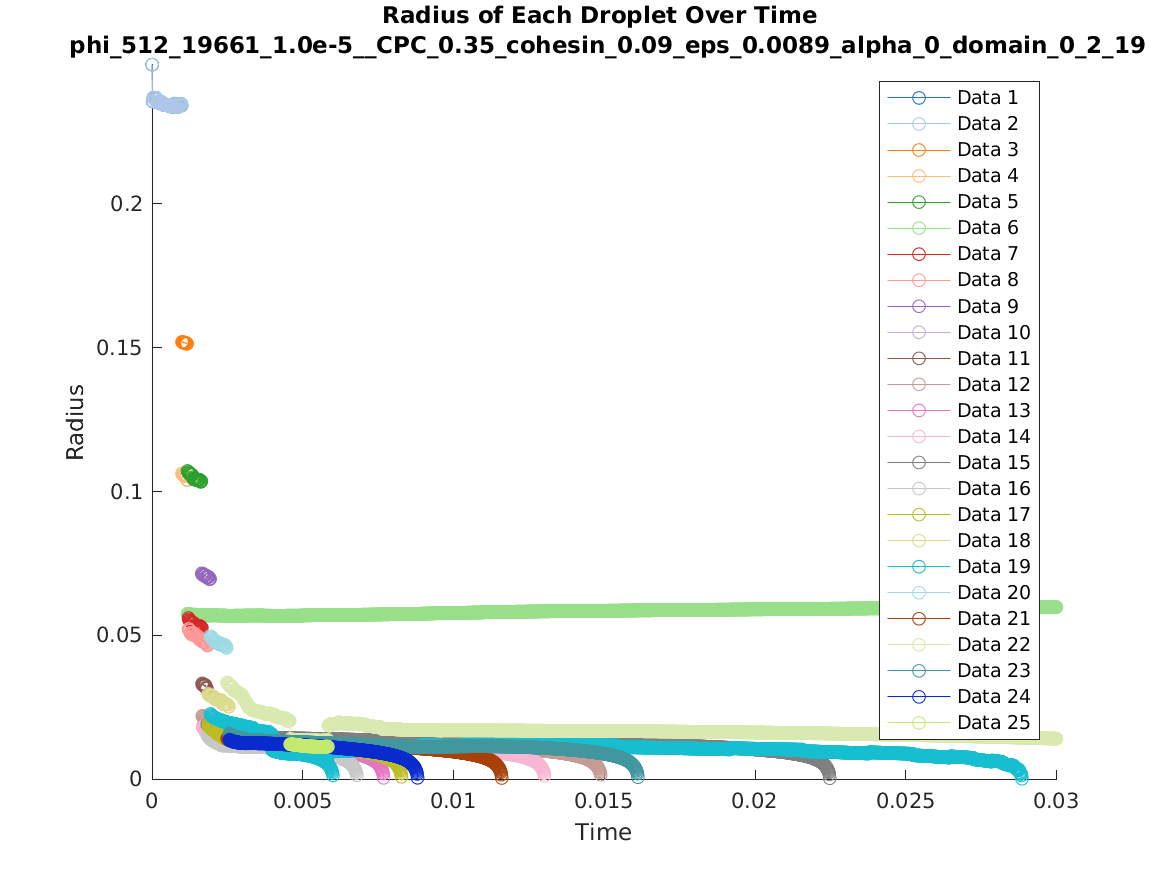 Radius of Each Droplet Over Time
phi_512_19661_1.0e-5__CPC_0.35_cohesin_0.09_eps_0.0089_alpha_0_domain_0_2_19
0.2
0.15
0.1
0.05
0
Radius
0
0.005
0.01
0.015
0.02
0.025
0.03
Time
Data 1
Data 2
Data 3
Data 4
Data 5
Data 6
Data 7
Data 8
Data 9
Data 10
Data 11
Data 12
Data 13
Data 14
Data 15
Data 16
Data 17
Data 18
Data 19
Data 20
Data 21
Data 22
Data 23
Data 24
Data 25